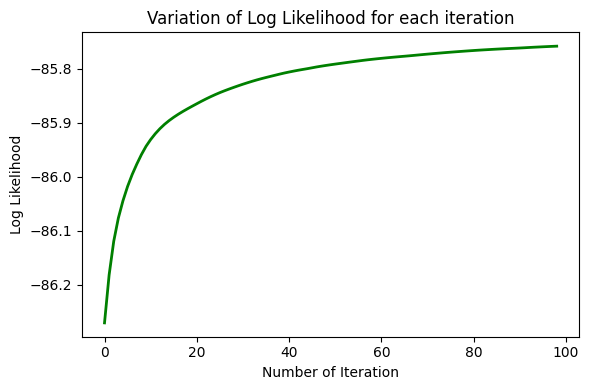 Variation of Log Likelihood for each iteration
Log Likelihood
−85.8
−85.9
−86.0
−86.1
−86.2
0 20 40 60 80 100
Number of Iteration